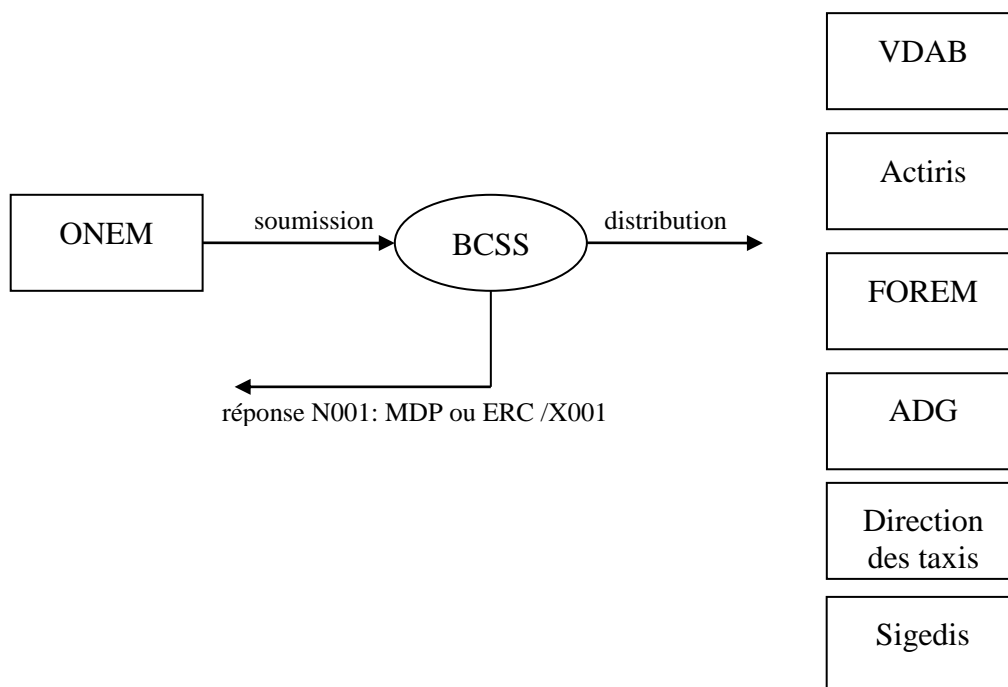 ONEM
soumission
BCSS
distribution
réponse N001: MDP ou ERC /X001
VDAB
Actiris
FOREM
ADG
Direction
des taxis
Sigedis